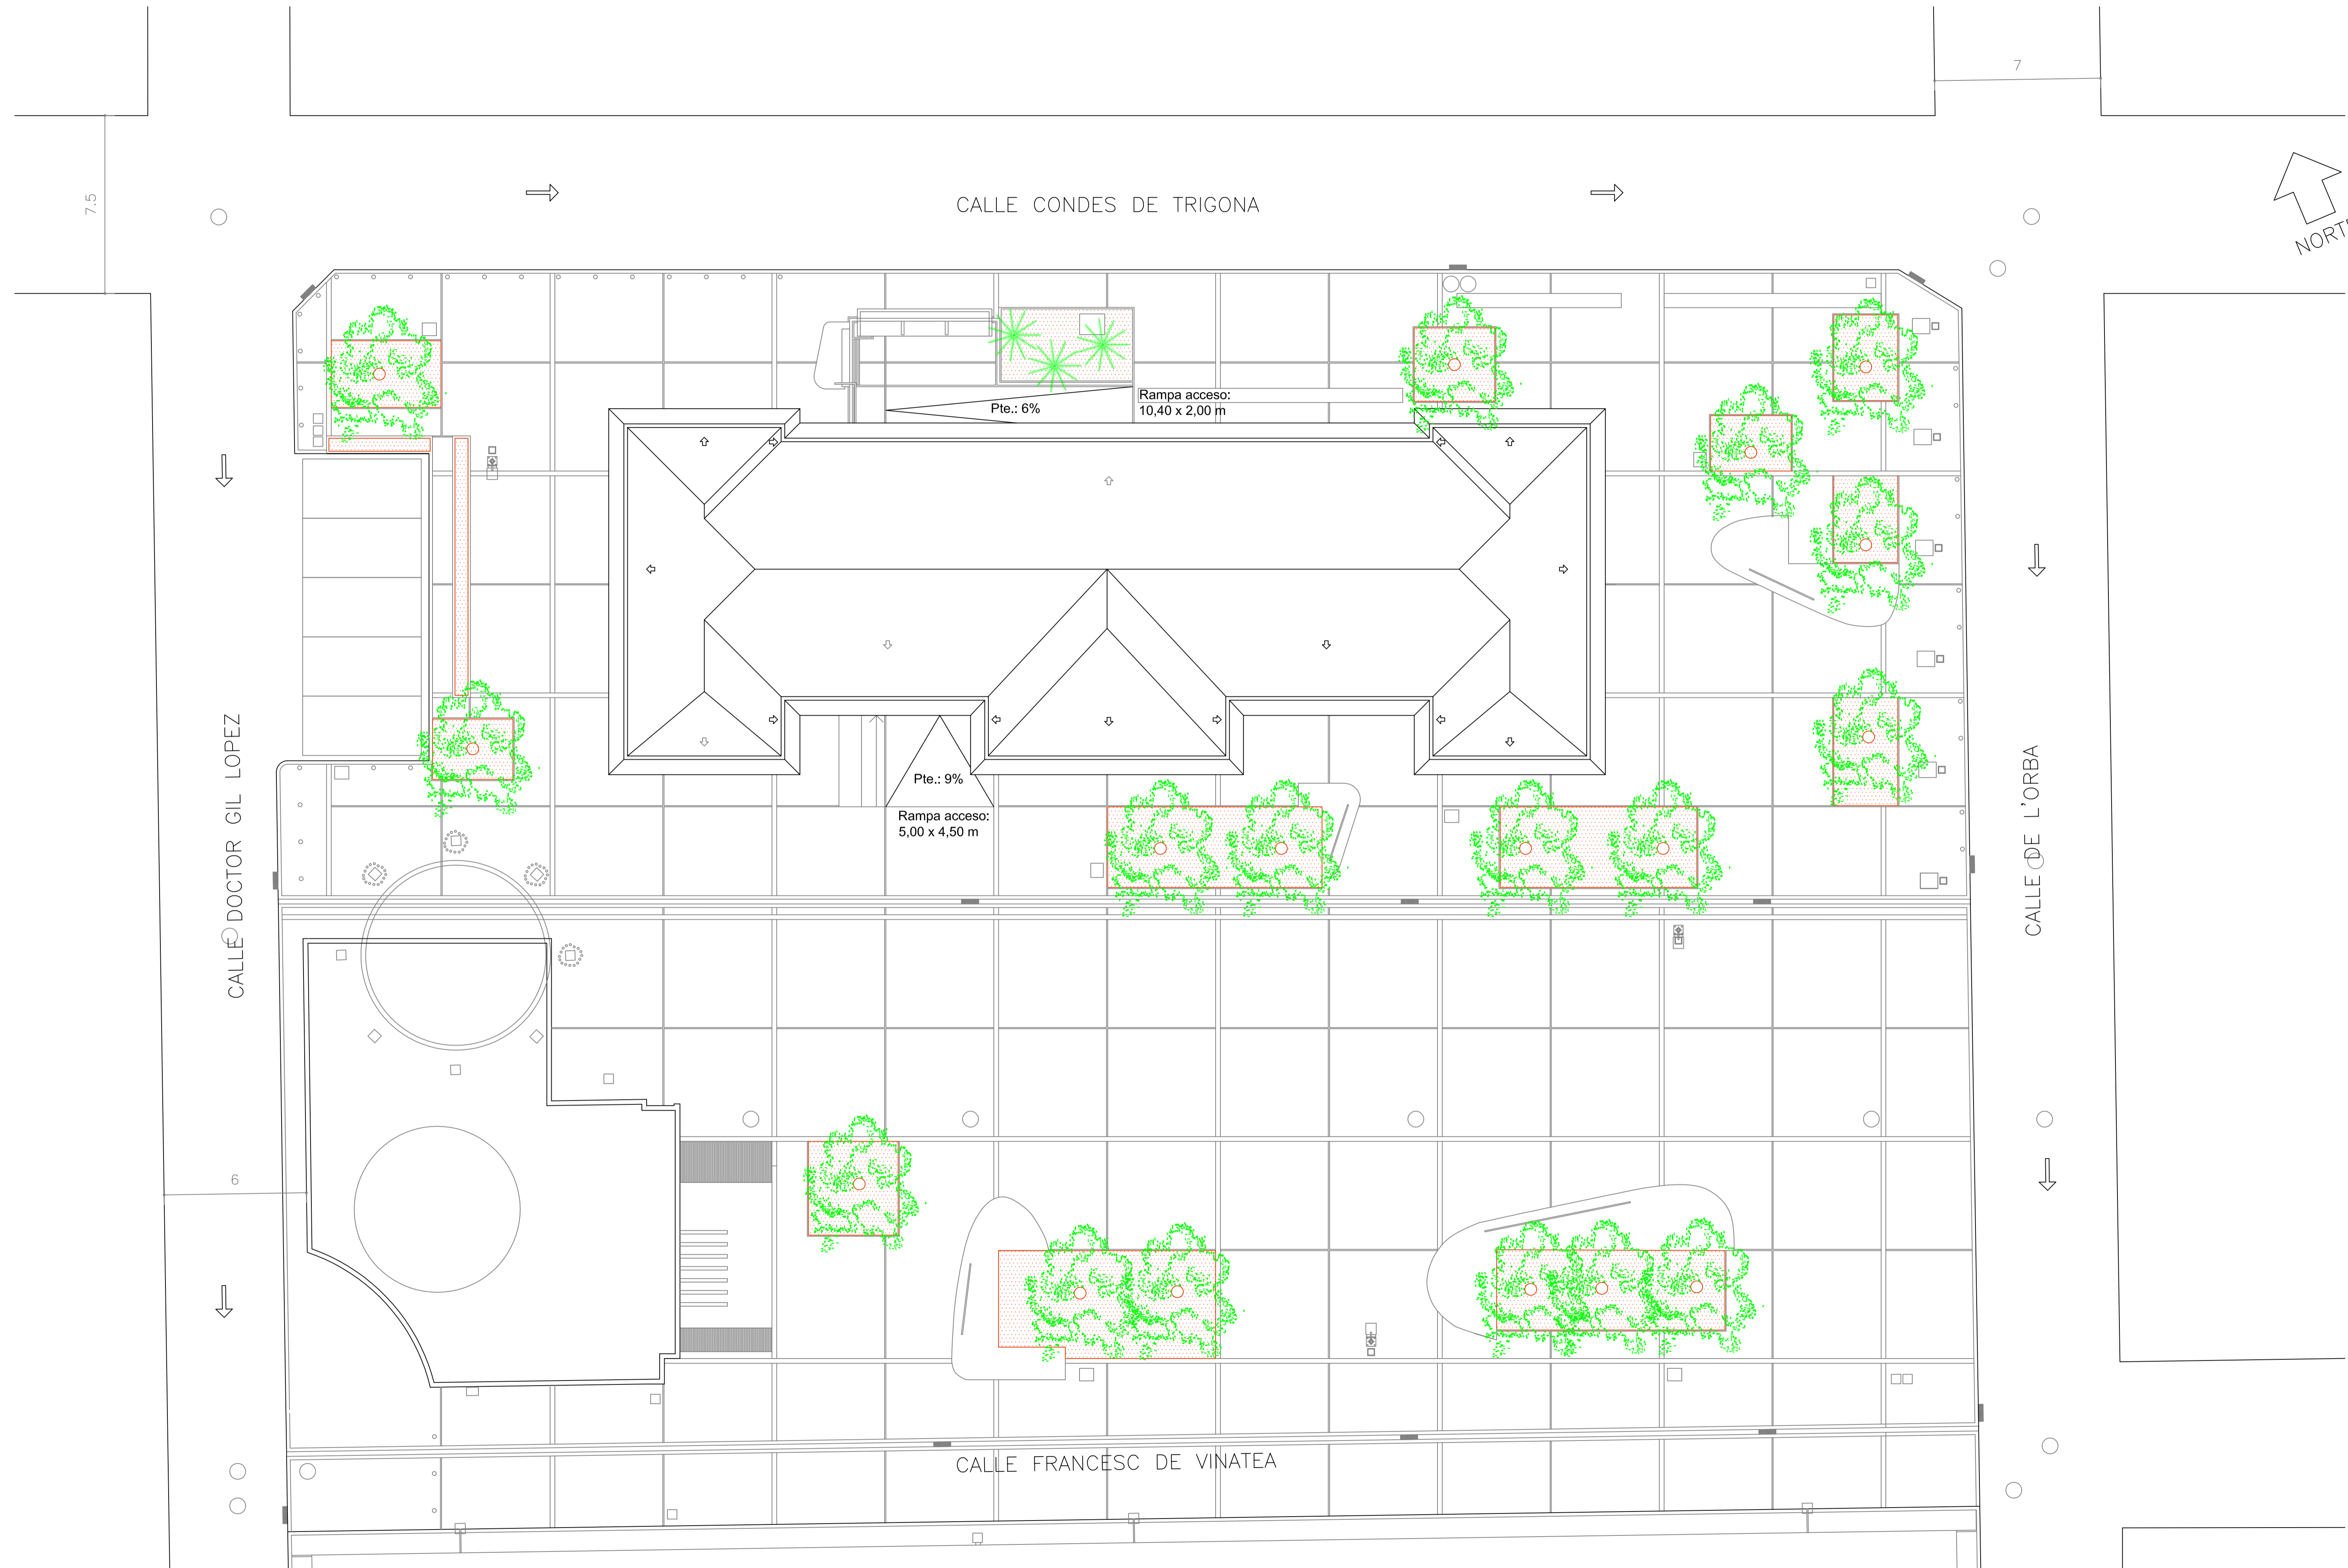 7
7.5
CALLE CONDES DE TRIGONA
NORT
Rampa acceso:
10,40 x 2,00 m
Pte.: 6%
CALLE DOCTOR GIL LOPEZ
CALLE DE L'ORBA
Pte.: 9%
Rampa acceso:
5,00 x 4,50 m
6
CALLE FRANCESC DE VINATEA